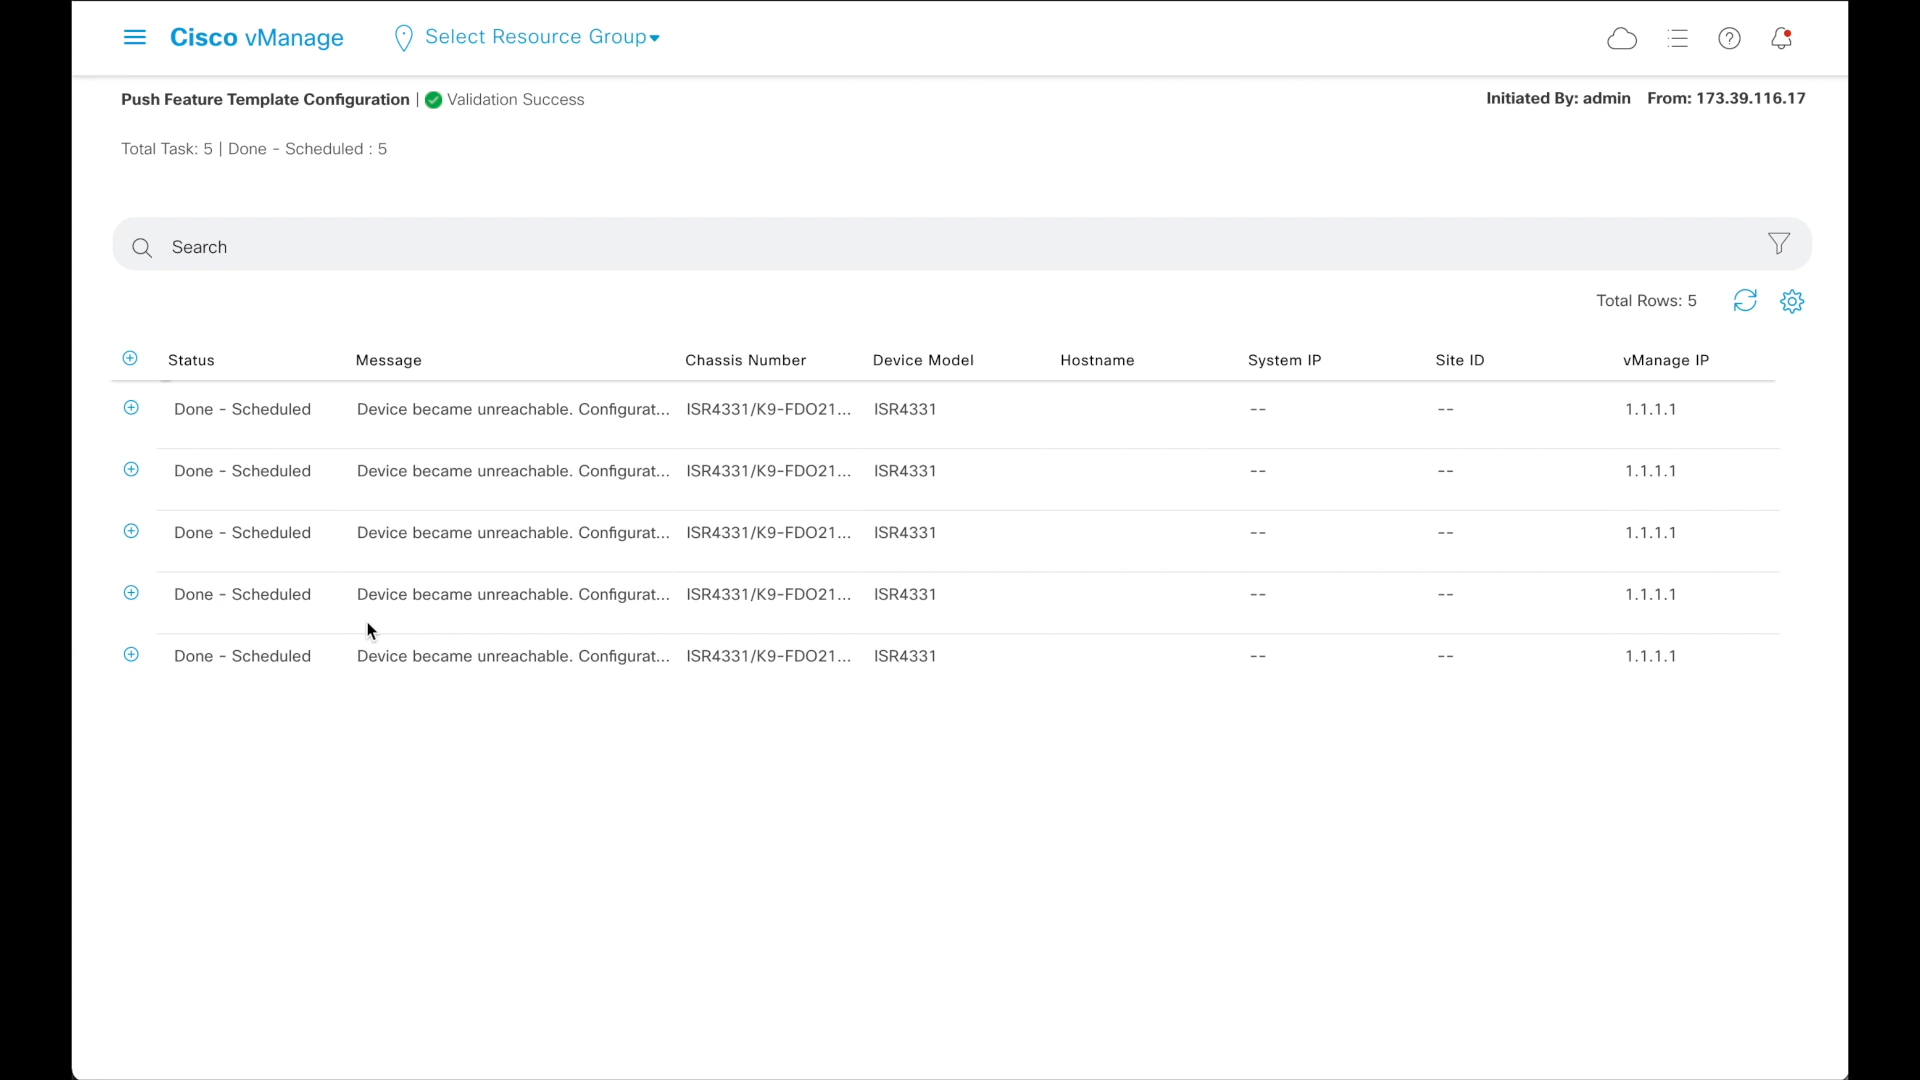 Cisco vManage Select Resource Group
Push Feature Template Configuration | Validation Success Initiated By: admin From: 173.39.116.17
Total Task: 5 | Done - Scheduled : 5
Search
Total Rows: 5
Status Message Chassis Number Device Model Hostname System IP Site ID vManage IP
Done - Scheduled Device became unreachable. Configurat... ISR4331/K9-FDO21... ISR4331 -- -- 1.1.1.1
Done - Scheduled Device became unreachable. Configurat... ISR4331/K9-FDO21... ISR4331 -- -- 1.1.1.1
Done - Scheduled Device became unreachable. Configurat... ISR4331/K9-FDO21... ISR4331 -- -- 1.1.1.1
Done - Scheduled Device became unreachable. Configurat... ISR4331/K9-FDO21... ISR4331 -- -- 1.1.1.1
Done - Scheduled Device became unreachable. Configurat... ISR4331/K9-FDO21... ISR4331 -- -- 1.1.1.1